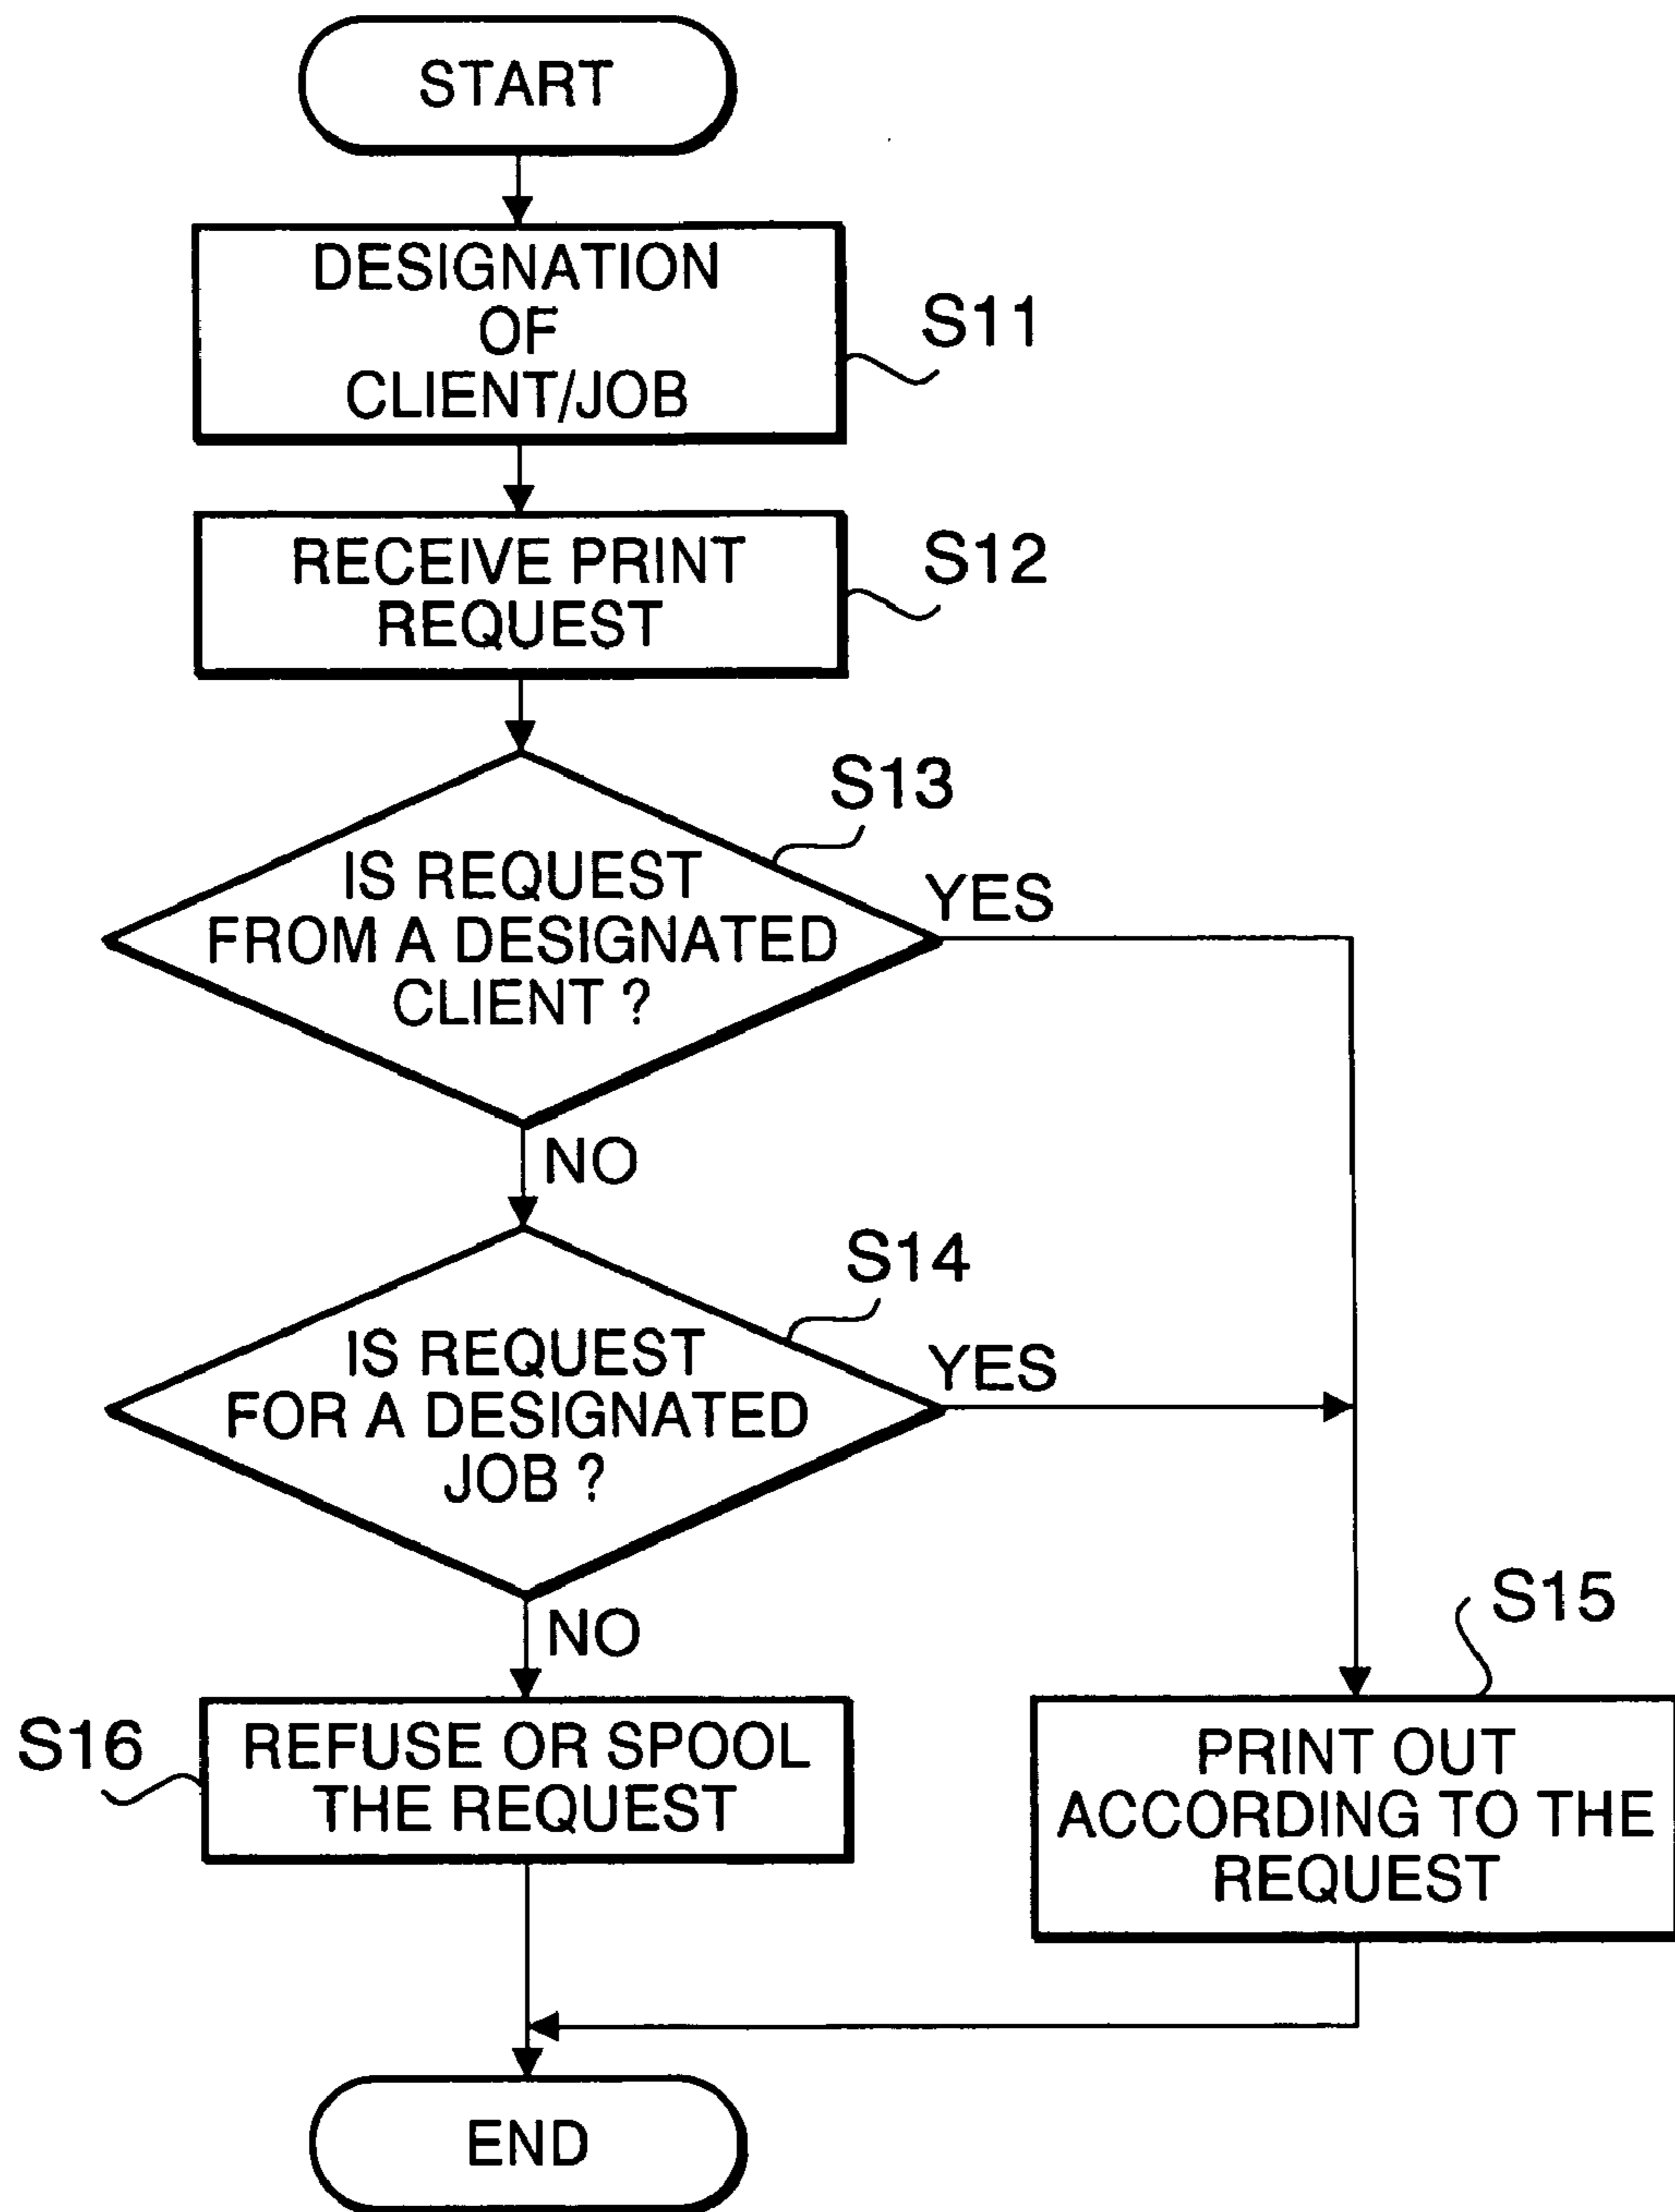 START
DESIGNATION
OF
CLIENT/JOB
S11
RECEIVE PRINT
REQUEST
S12
S13
IS REQUEST
FROM A DESIGNATED
CLIENT ?
YES
NO
S14
IS REQUEST
FOR A DESIGNATED
JOB ?
YES
NO
S15
S16
REFUSE OR SPOOL
THE REQUEST
PRINT OUT
ACCORDING TO THE
REQUEST
END